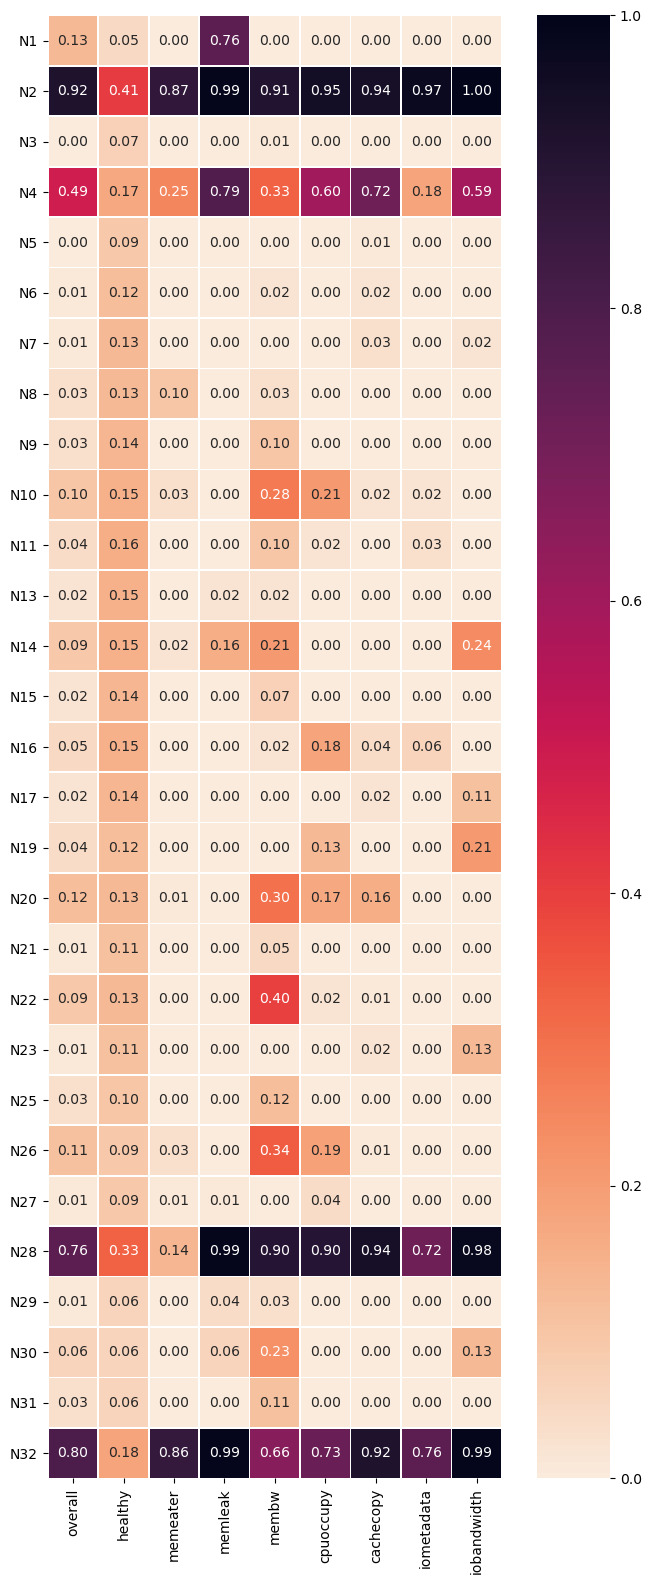 N1 0.13 0.05 0.00 0.76 0.00 0.00 0.00 0.00 0.00
N2 0.92 0.41 0.87 0.99 0.91 0.95 0.94 0.97 1.00
N3 0.00 0.07 0.00 0.00 0.01 0.00 0.00 0.00 0.00
N4 0.49 0.17 0.25 0.79 0.33 0.60 0.72 0.18 0.59
N5 0.00 0.09 0.00 0.00 0.00 0.00 0.01 0.00 0.00
N6 0.01 0.12 0.00 0.00 0.02 0.00 0.02 0.00 0.00
N7 0.01 0.13 0.00 0.00 0.00 0.00 0.03 0.00 0.02
N8 0.03 0.13 0.10 0.00 0.03 0.00 0.00 0.00 0.00
N9 0.03 0.14 0.00 0.00 0.10 0.00 0.00 0.00 0.00
N10 0.10 0.15 0.03 0.00 0.28 0.21 0.02 0.02 0.00
N11 0.04 0.16 0.00 0.00 0.10 0.02 0.00 0.03 0.00
N13 0.02 0.15 0.00 0.02 0.02 0.00 0.00 0.00 0.00
N14 0.09 0.15 0.02 0.16 0.21 0.00 0.00 0.00 0.24
N15 0.02 0.14 0.00 0.00 0.07 0.00 0.00 0.00 0.00
N16 0.05 0.15 0.00 0.00 0.02 0.18 0.04 0.06 0.00
N17 0.02 0.14 0.00 0.00 0.00 0.00 0.02 0.00 0.11
N19 0.04 0.12 0.00 0.00 0.00 0.13 0.00 0.00 0.21
N20 0.12 0.13 0.01 0.00 0.30 0.17 0.16 0.00 0.00
N21 0.01 0.11 0.00 0.00 0.05 0.00 0.00 0.00 0.00
N22 0.09 0.13 0.00 0.00 0.40 0.02 0.01 0.00 0.00
N23 0.01 0.11 0.00 0.00 0.00 0.00 0.02 0.00 0.13
N25 0.03 0.10 0.00 0.00 0.12 0.00 0.00 0.00 0.00
N26 0.11 0.09 0.03 0.00 0.34 0.19 0.01 0.00 0.00
N27 0.01 0.09 0.01 0.01 0.00 0.04 0.00 0.00 0.00
N28 0.76 0.33 0.14 0.99 0.90 0.90 0.94 0.72 0.98
N29 0.01 0.06 0.00 0.04 0.03 0.00 0.00 0.00 0.00
N30 0.06 0.06 0.00 0.06 0.23 0.00 0.00 0.00 0.13
N31 0.03 0.06 0.00 0.00 0.11 0.00 0.00 0.00 0.00
N32 0.80 0.18 0.86 0.99 0.66 0.73 0.92 0.76 0.99
overall healthy memeater memleak membw cpuoccupy cachecopy iometadata iobandwidth
1.0
0.8
0.6
0.4
0.2
0.0